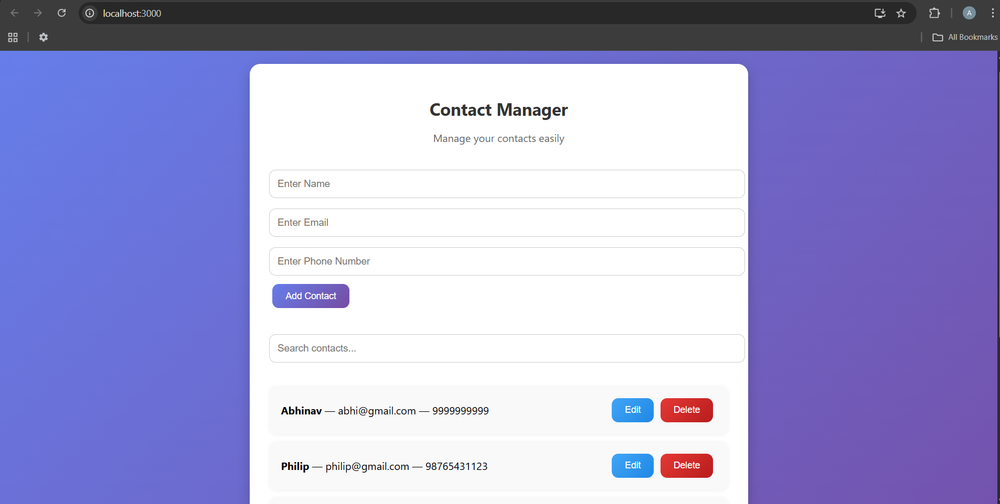 localhost:3000
A
All Bookmarks
Contact Manager
Manage your contacts easily
Enter Name
Enter Email
Enter Phone Number
Add Contact
Search contacts...
Abhinav — abhi@gmail.com — 9999999999 Edit Delete
Philip — philip@gmail.com — 98765431123 Edit Delete